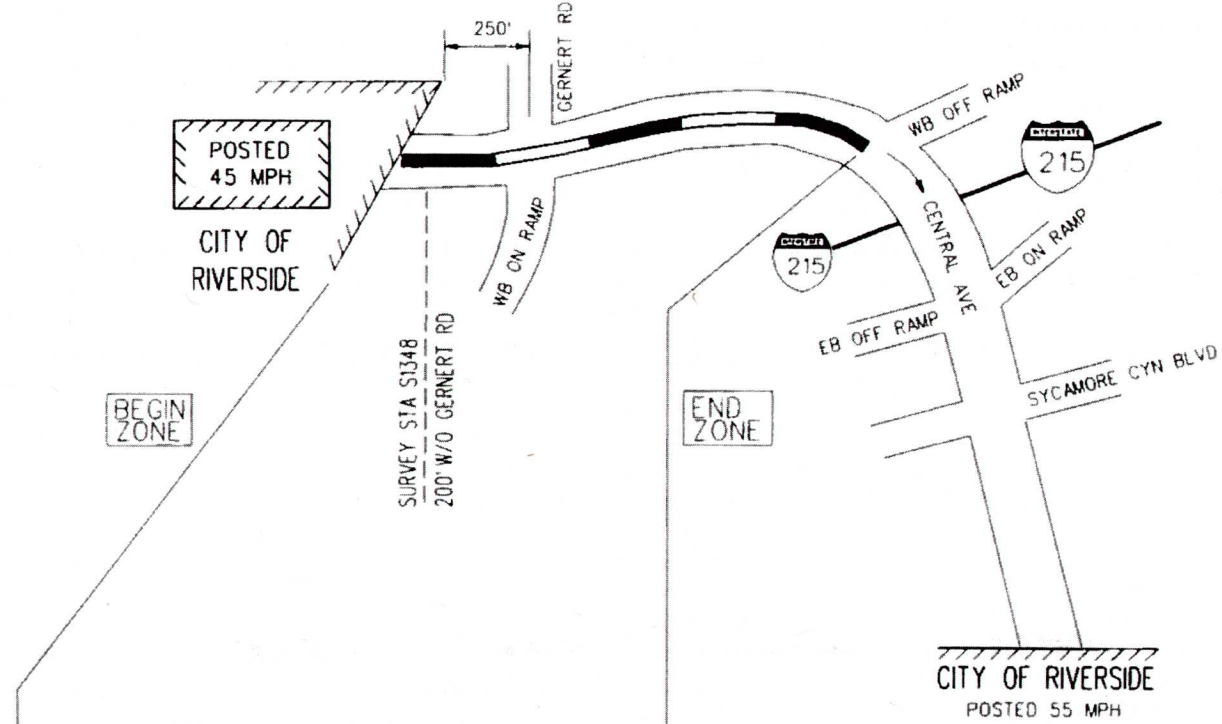 250'
GERNERT RD
POSTED
45 MPH
CITY OF
RIVERSIDE
WB OFF RAMP
INTERSTATE
215
INTERSTATE
215
CENTRAL AVE
EB ON RAMP
WB ON RAMP
EB OFF RAMP
SYCAMORE CYN BLVD
SURVEY STA S1348
200' W/O GERNERT RD
BEGIN
ZONE
END
ZONE
CITY OF RIVERSIDE
POSTED 55 MPH